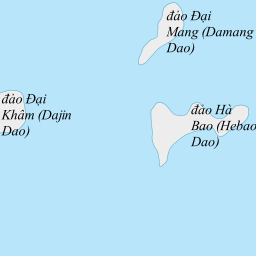 đảo Đại
Mang (Damang
Dao)
đảo Đại
Khâm (Dajin
Dao)
đảo Hà
Bao (Hebao
Dao)